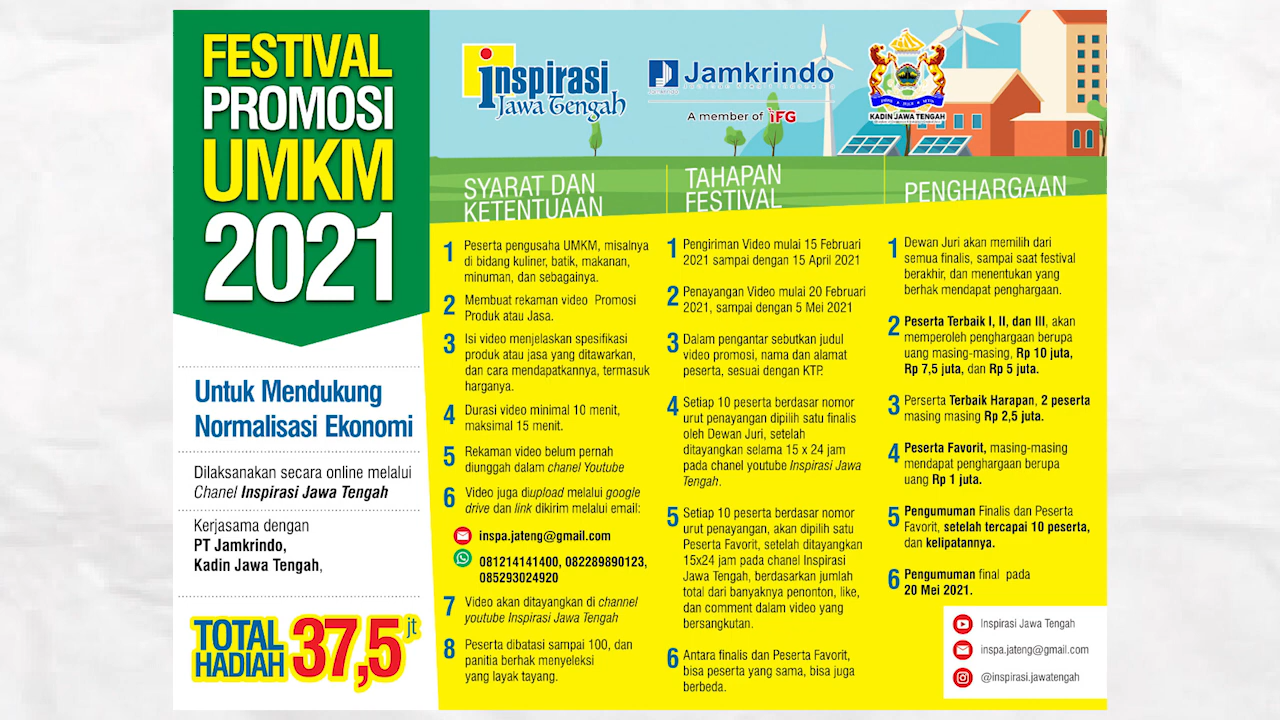 FESTIVAL
PROMOSI
UMKM
2021
Untuk Mendukung
Normalisasi Ekonomi
Dilaksanakan secara online melalui
Chanel Inspirasi Jawa Tengah
Kerjasama dengan
PT Jamkrindo,
Kadin Jawa Tengah,
TOTAL
HADIAH
37,5 jt
inspirasi
Jawa Tengah
Jamkrindo
A member of IFG
KADIN JAWA TENGAH
SYARAT DAN
KETENTUAAN
1 Peserta pengusaha UMKM, misalnya
di bidang kuliner, batik, makanan,
minuman, dan sebagainya.
2 Membuat rekaman video Promosi
Produk atau Jasa.
3 Isi video menjelaskan spesifikasi
produk atau jasa yang ditawarkan,
dan cara mendapatkannya, termasuk
harganya.
4 Durasi video minimal 10 menit,
maksimal 15 menit.
5 Rekaman video belum pernah
diunggah dalam chanel Youtube
6 Video juga diupload melalui google
drive dan link dikirim melalui email:
inspa.jateng@gmail.com
081214141400, 082289890123,
085293024920
7 Video akan ditayangkan di channel
youtube Inspirasi Jawa Tengah
8 Peserta dibatasi sampai 100, dan
panitia berhak menyeleksi
yang layak tayang.
TAHAPAN
FESTIVAL
1 Pengiriman Video mulai 15 Februari
2021 sampai dengan 15 April 2021
2 Penayangan Video mulai 20 Februari
2021, sampai dengan 5 Mei 2021
3 Dalam pengantar sebutkan judul
video promosi, nama dan alamat
peserta, sesuai dengan KTP.
4 Setiap 10 peserta berdasar nomor
urut penayangan dipilih satu finalis
oleh Dewan Juri, setelah
ditayangkan selama 15 x 24 jam
pada chanel youtube Inspirasi Jawa
Tengah.
5 Setiap 10 peserta berdasar nomor
urut penayangan, akan dipilih satu
Peserta Favorit, setelah ditayangkan
15x24 jam pada chanel Inspirasi
Jawa Tengah, berdasarkan jumlah
total dari banyaknya penonton, like,
and comment dalam video yang
bersangkutan.
6 Antara finalis dan Peserta Favorit,
bisa peserta yang sama, bisa juga
berbeda.
PENGHARGAAN
1 Dewan Juri akan memilih dari
semua finalis, sampai saat festival
berakhir, dan menentukan yang
berhak mendapat penghargaan.
2 Peserta Terbaik I, II, dan III, akan
memperoleh penghargaan berupa
uang masing-masing, Rp 10 juta,
Rp 7,5 juta, dan Rp 5 juta.
3 Perserta Terbaik Harapan, 2 peserta
masing masing Rp 2,5 juta.
4 Peserta Favorit, masing-masing
mendapat penghargaan berupa
uang Rp 1 juta.
5 Pengumuman Finalis dan Peserta
Favorit, setelah tercapai 10 peserta,
dan kelipatannya.
6 Pengumuman final pada
20 Mei 2021.
Inspirasi Jawa Tengah
inspa.jateng@gmail.com
@inspirasi.jawatengah